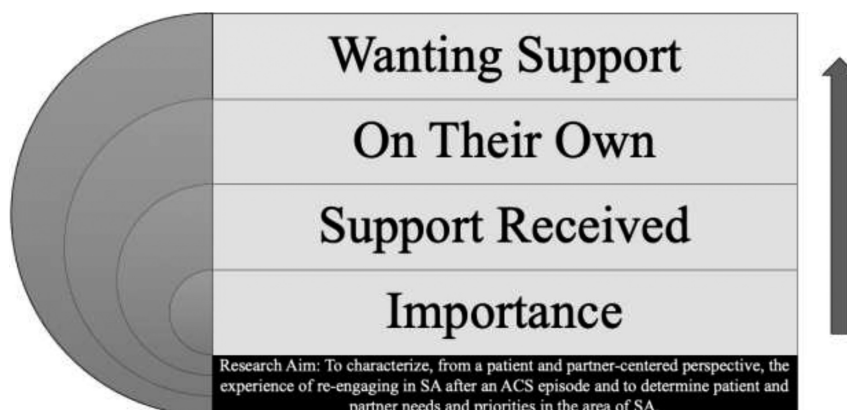 Wanting Support
On Their Own
Support Received
Importance
Research Aim: To characterize, from a patient and partner-centered perspective, the
experience of re-engaging in SA after an ACS episode and to determine patient and
partner needs and priorities in the area of SA